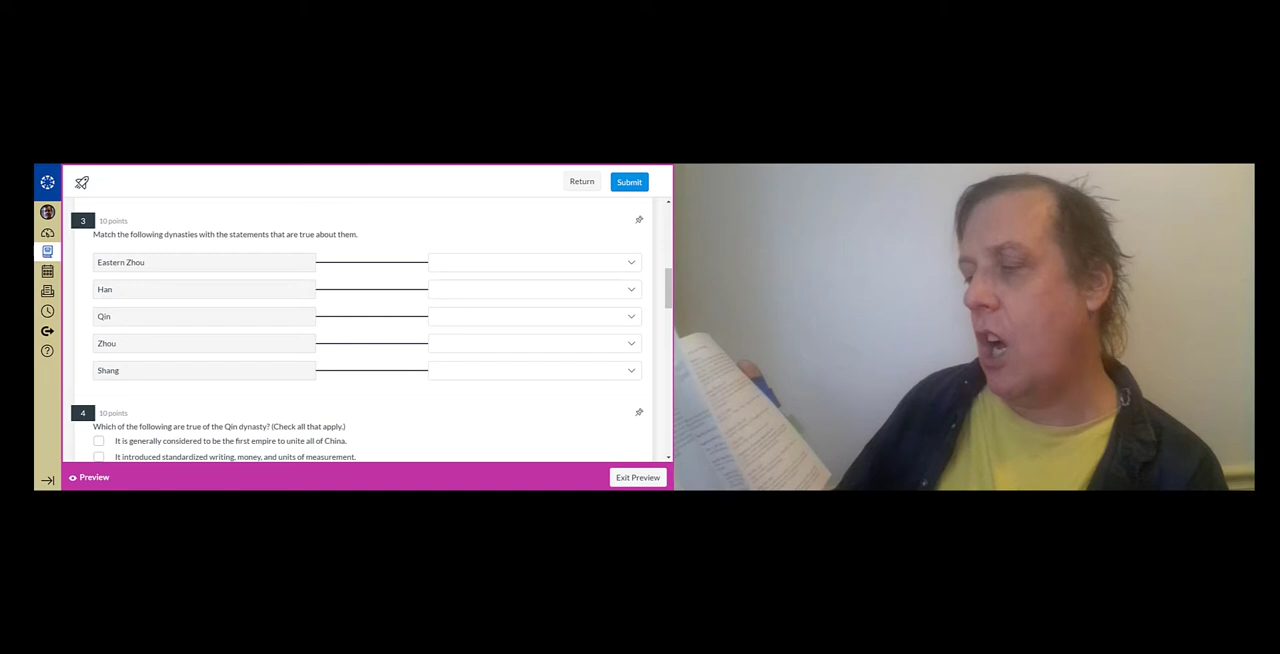 Return
Submit
3
10 points
Match the following dynasties with the statements that are true about them.
Eastern Zhou
Han
Qin
Zhou
Shang
4
10 points
Which of the following are true of the Qin dynasty? (Check all that apply.)
It is generally considered to be the first empire to unite all of China.
It introduced standardized writing, money, and units of measurement.
Preview
Exit Preview